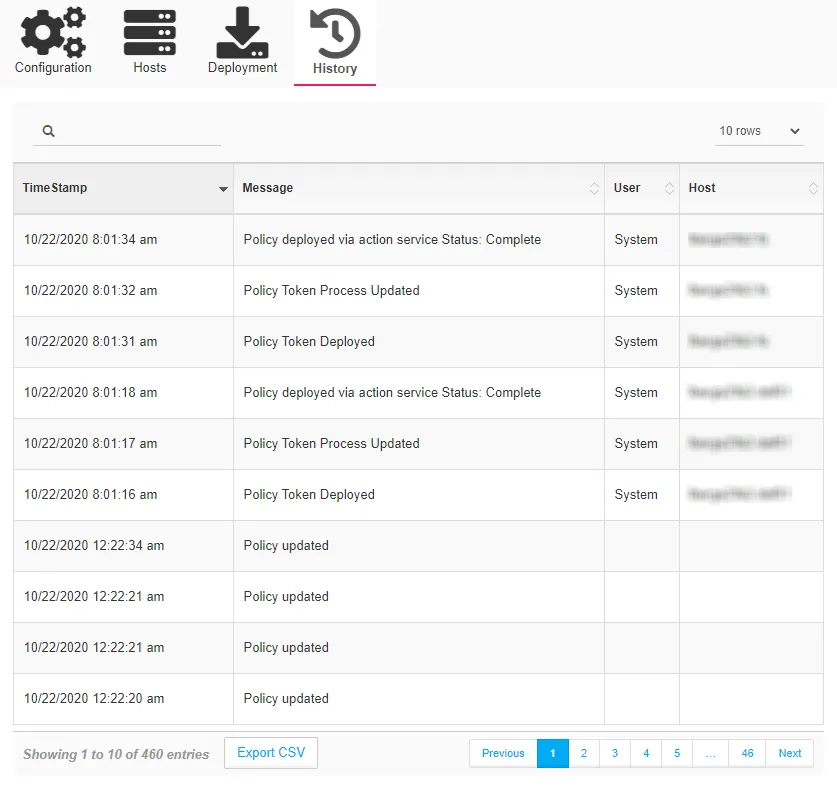 Configuration Hosts Deployment History
10 rows
TimeStamp Message User Host
10/22/2020 8:01:34 am Policy deployed via action service Status: Complete System
10/22/2020 8:01:32 am Policy Token Process Updated System
10/22/2020 8:01:31 am Policy Token Deployed System
10/22/2020 8:01:18 am Policy deployed via action service Status: Complete System
10/22/2020 8:01:17 am Policy Token Process Updated System
10/22/2020 8:01:16 am Policy Token Deployed System
10/22/2020 12:22:34 am Policy updated
10/22/2020 12:22:21 am Policy updated
10/22/2020 12:22:21 am Policy updated
10/22/2020 12:22:20 am Policy updated
Showing 1 to 10 of 460 entries Export CSV Previous 1 2 3 4 5 ... 46 Next